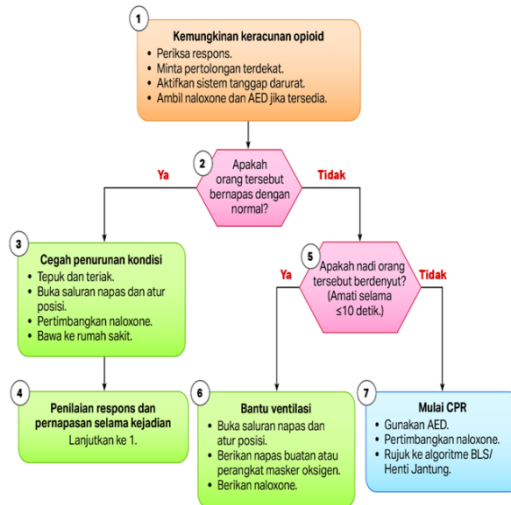 1
Kemungkinan keracunan opioid
• Periksa respons.
• Minta pertolongan terdekat.
• Aktifkan sistem tanggap darurat.
• Ambil naloxone dan AED jika tersedia.
2
Apakah
orang tersebut
bernapas dengan
normal?
Ya
Tidak
3
Cegah penurunan kondisi
• Tepuk dan teriak.
• Buka saluran napas dan atur
posisi.
• Pertimbangkan naloxone.
• Bawa ke rumah sakit.
4
Penilaian respons dan
pernapasan selama kejadian
Lanjutkan ke 1.
5
Apakah nadi orang
tersebut berdenyut?
(Amati selama
≤10 detik.)
Ya
Tidak
6
Bantu ventilasi
• Buka saluran napas dan
atur posisi.
• Berikan napas buatan atau
perangkat masker oksigen.
• Berikan naloxone.
7
Mulai CPR
• Gunakan AED.
• Pertimbangkan naloxone.
• Rujuk ke algoritme BLS/
Henti Jantung.